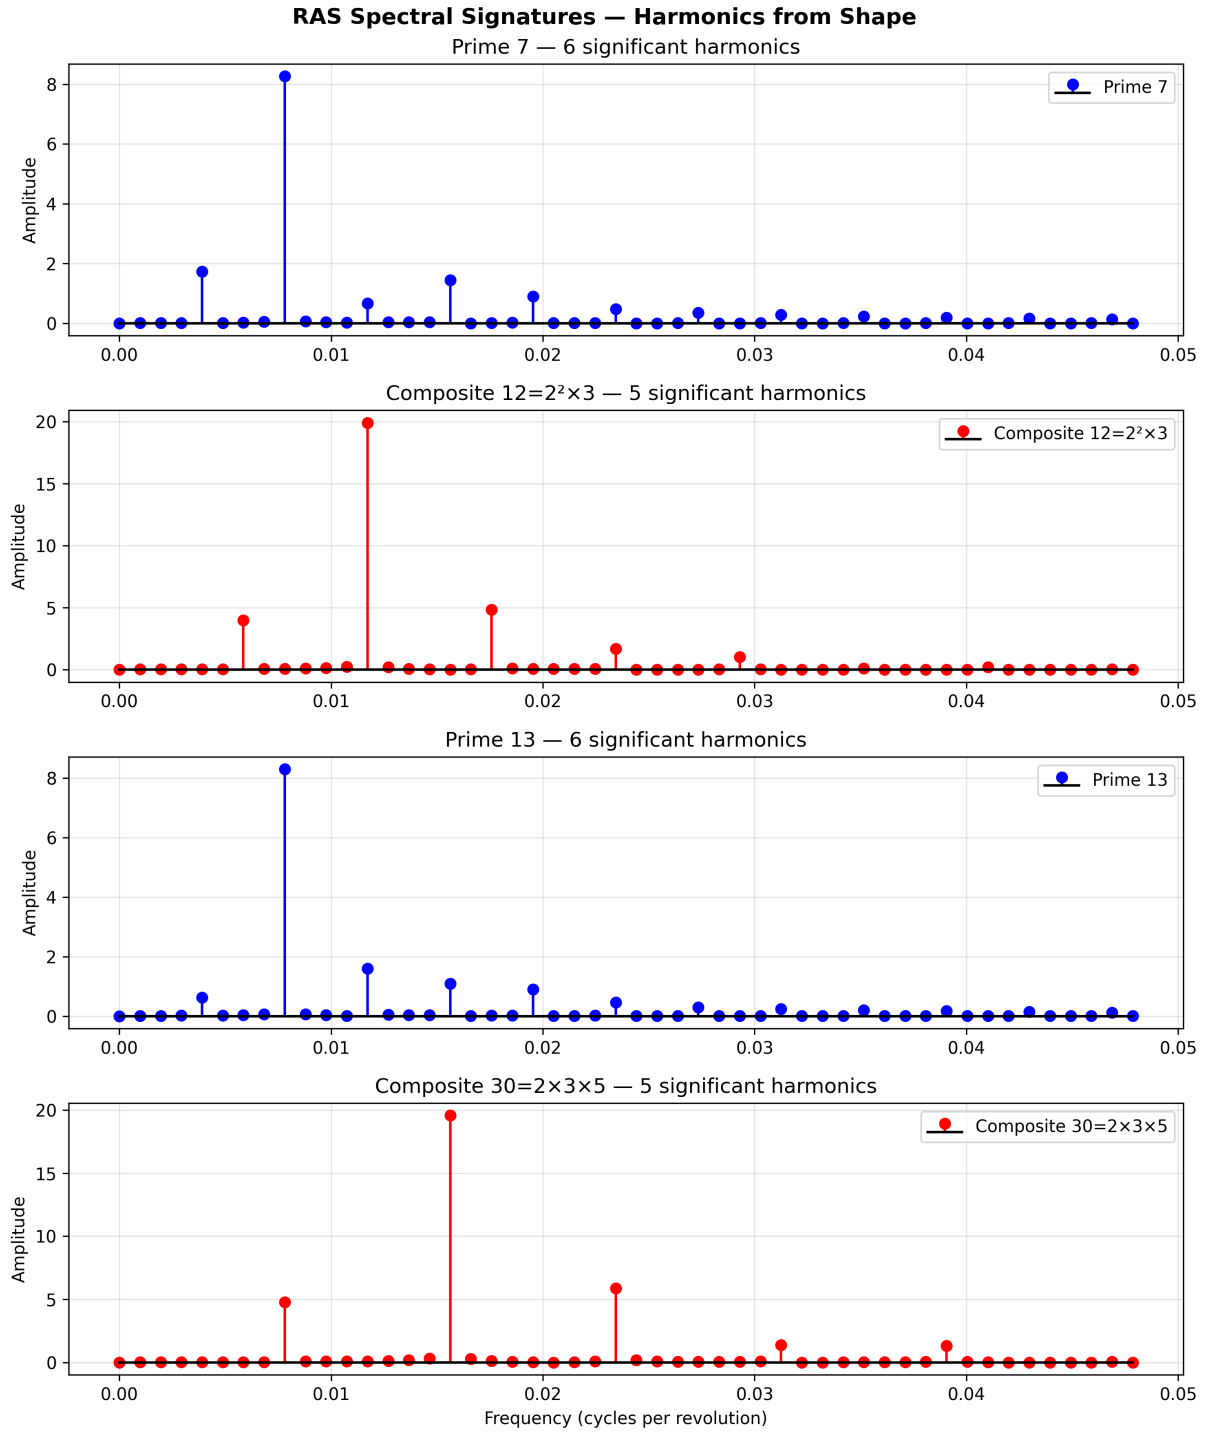 RAS Spectral Signatures — Harmonics from Shape
Prime 7 — 6 significant harmonics
Prime 7
Amplitude
8
6
4
2
0
0.00 0.01 0.02 0.03 0.04 0.05
Composite 12=2²×3 — 5 significant harmonics
Composite 12=2²×3
Amplitude
20
15
10
5
0
0.00 0.01 0.02 0.03 0.04 0.05
Prime 13 — 6 significant harmonics
Prime 13
Amplitude
8
6
4
2
0
0.00 0.01 0.02 0.03 0.04 0.05
Composite 30=2×3×5 — 5 significant harmonics
Composite 30=2×3×5
Amplitude
20
15
10
5
0
0.00 0.01 0.02 0.03 0.04 0.05
Frequency (cycles per revolution)